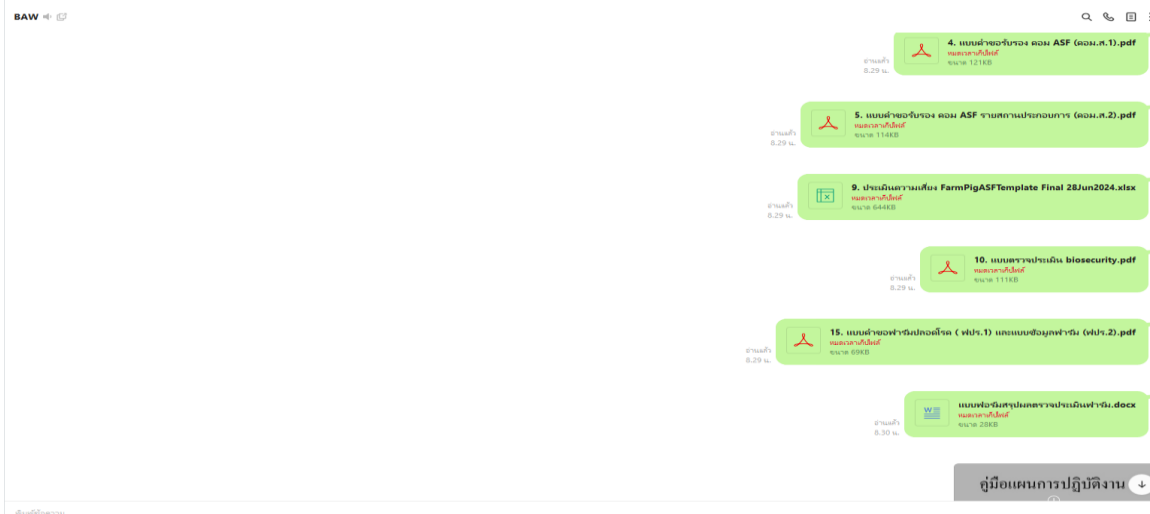 BAW
4. แบบคำขอรับรอง คอม ASF (คอม.ส.1).pdf
หมดเวลาเก็บไฟล์
ขนาด 121KB
อ่านแล้ว
8.29 น.
5. แบบคำขอรับรอง คอม ASF รายสถานประกอบการ (คอม.ส.2).pdf
หมดเวลาเก็บไฟล์
ขนาด 114KB
อ่านแล้ว
8.29 น.
9. ประเมินความเสี่ยง FarmPigASFTemplate Final 28Jun2024.xlsx
หมดเวลาเก็บไฟล์
ขนาด 644KB
อ่านแล้ว
8.29 น.
10. แบบตรวจประเมิน biosecurity.pdf
หมดเวลาเก็บไฟล์
ขนาด 111KB
อ่านแล้ว
8.29 น.
15. แบบคำขอฟาร์มปลอดโรค ( ฟปร.1) และแบบข้อมูลฟาร์ม (ฟปร.2).pdf
หมดเวลาเก็บไฟล์
ขนาด 69KB
อ่านแล้ว
8.29 น.
แบบฟอร์มสรุปผลตรวจประเมินฟาร์ม.docx
หมดเวลาเก็บไฟล์
ขนาด 28KB
อ่านแล้ว
8.30 น.
คู่มือแผนการปฏิบัติงาน